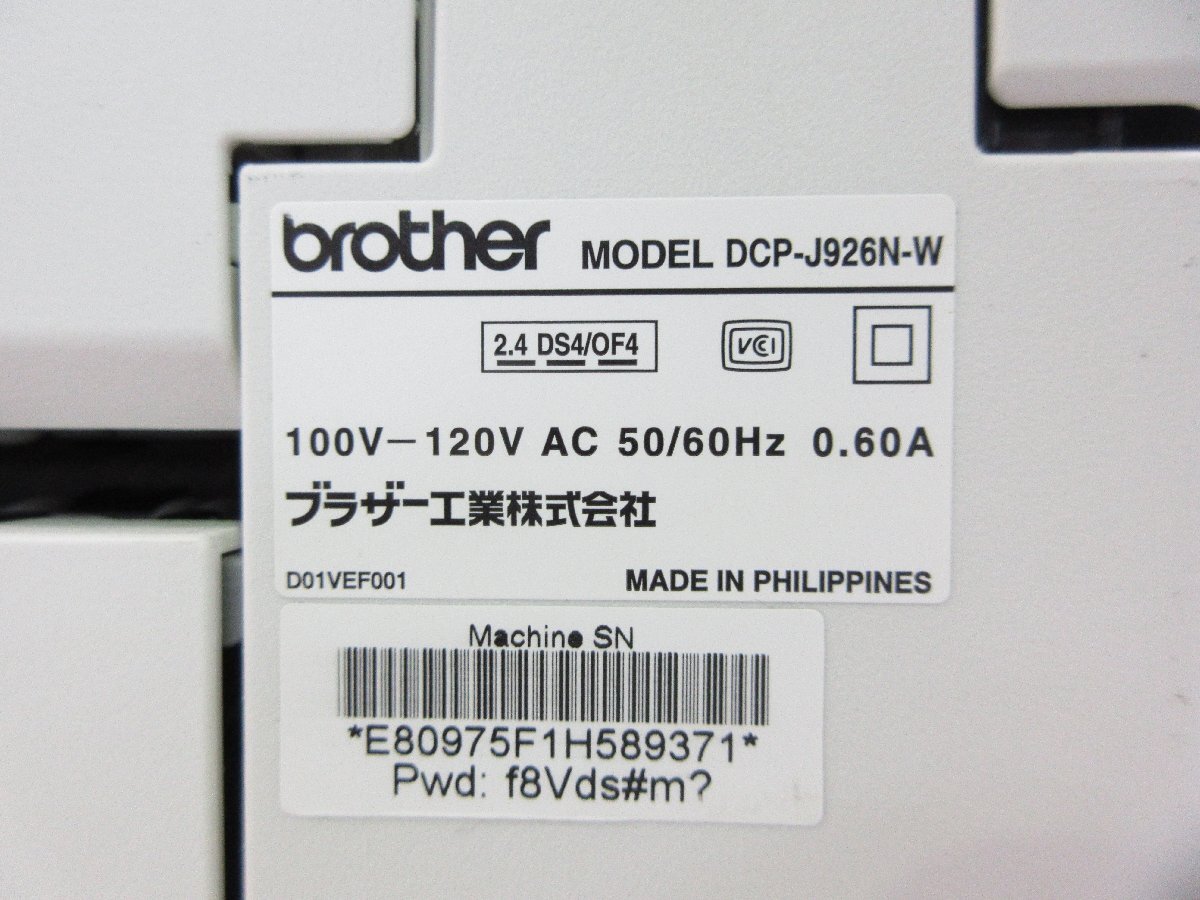 brother MODEL DCP-J926N-W
2.4 DS4/OF4 VCCI
100V－120V AC 50/60Hz 0.60A
ブラザー工業株式会社
D01VEF001 MADE IN PHILIPPINES
Machine SN
*E80975F1H589371*
Pwd: f8Vds#m?